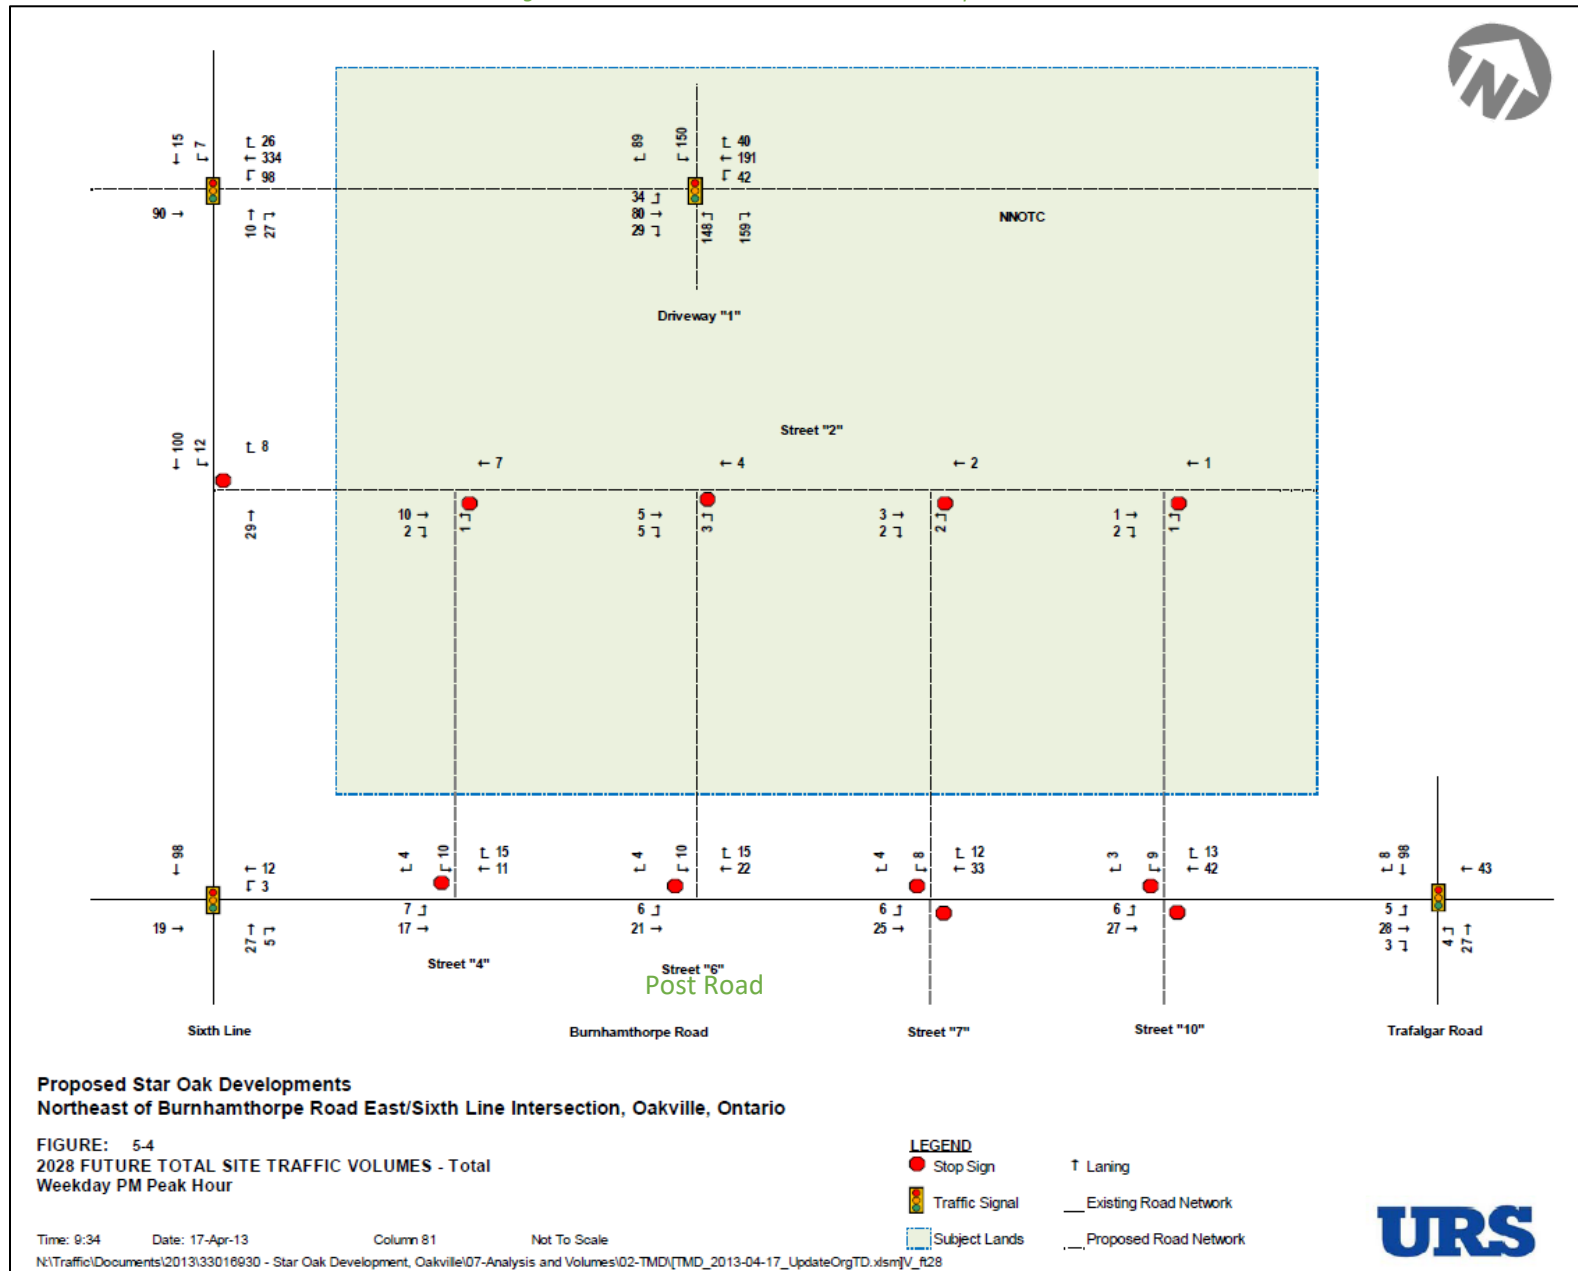 N
15
7
26
334
98
90
10
27
89
150
40
191
42
34
80
29
148
159
NNOTC
Driveway "1"
Street "2"
100
12
8
29
7
4
2
1
10
2
1
5
5
3
3
2
2
1
2
1
98
12
3
19
27
5
4
10
15
11
7
17
4
10
15
22
6
21
4
8
12
33
6
25
3
9
13
42
6
27
8
98
43
5
28
3
4
27
Street "4"
Street "6"
Post Road
Sixth Line
Burnhamthorpe Road
Street "7"
Street "10"
Trafalgar Road
Proposed Star Oak Developments
Northeast of Burnhamthorpe Road East/Sixth Line Intersection, Oakville, Ontario
FIGURE: 5-4
2028 FUTURE TOTAL SITE TRAFFIC VOLUMES - Total
Weekday PM Peak Hour
LEGEND
Stop Sign
Laning
Traffic Signal
Existing Road Network
Subject Lands
Proposed Road Network
Time: 9:34 Date: 17-Apr-13 Column 81 Not To Scale
N:\Traffic\Documents\2013\33016930 - Star Oak Development, Oakville\07-Analysis and Volumes\02-TMD\[TMD_2013-04-17_UpdateOrgTD.xlsm]V_ft28
URS